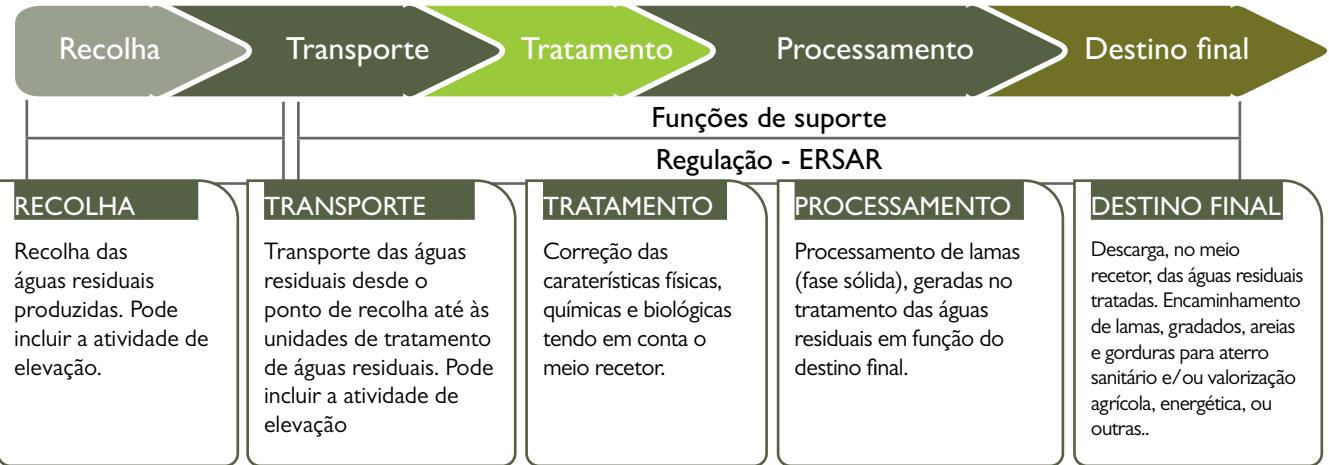 Recolha
Transporte
Tratamento
Processamento
Destino final
Funções de suporte
Regulação - ERSAR
RECOLHA
Recolha das
águas residuais
produzidas. Pode
incluir a atividade de
elevação.
TRANSPORTE
Transporte das águas
residuais desde o
ponto de recolha até às
unidades de tratamento
de águas residuais. Pode
incluir a atividade de
elevação
TRATAMENTO
Correção das
caraterísticas físicas,
químicas e biológicas
tendo em conta o
meio recetor.
PROCESSAMENTO
Processamento de lamas
(fase sólida), geradas no
tratamento das águas
residuais em função do
destino final.
DESTINO FINAL
Descarga, no meio
recetor, das águas residuais
tratadas. Encaminhamento
de lamas, gradados, areias
e gorduras para aterro
sanitário e/ou valorização
agrícola, energética, ou
outras..